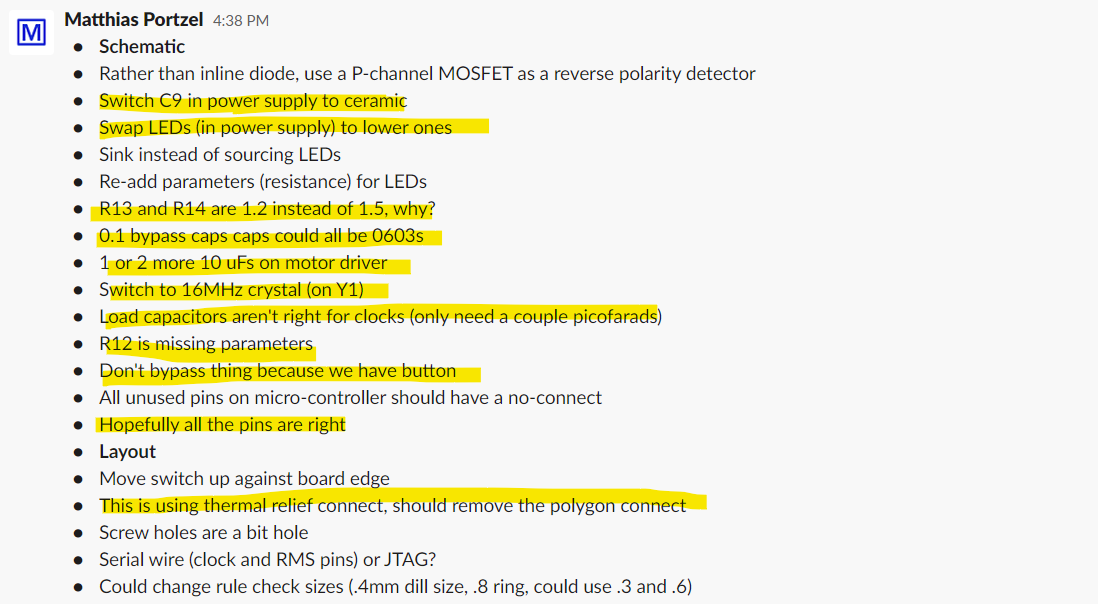 M
Matthias Portzel 4:38 PM
• Schematic
• Rather than inline diode, use a P-channel MOSFET as a reverse polarity detector
• Switch C9 in power supply to ceramic
• Swap LEDs (in power supply) to lower ones
• Sink instead of sourcing LEDs
• Re-add parameters (resistance) for LEDs
• R13 and R14 are 1.2 instead of 1.5, why?
• 0.1 bypass caps caps could all be 0603s
• 1 or 2 more 10 uFs on motor driver
• Switch to 16MHz crystal (on Y1)
• Load capacitors aren't right for clocks (only need a couple picofarads)
• R12 is missing parameters
• Don't bypass thing because we have button
• All unused pins on micro-controller should have a no-connect
• Hopefully all the pins are right
• Layout
• Move switch up against board edge
• This is using thermal relief connect, should remove the polygon connect
• Screw holes are a bit hole
• Serial wire (clock and RMS pins) or JTAG?
• Could change rule check sizes (.4mm dill size, .8 ring, could use .3 and .6)